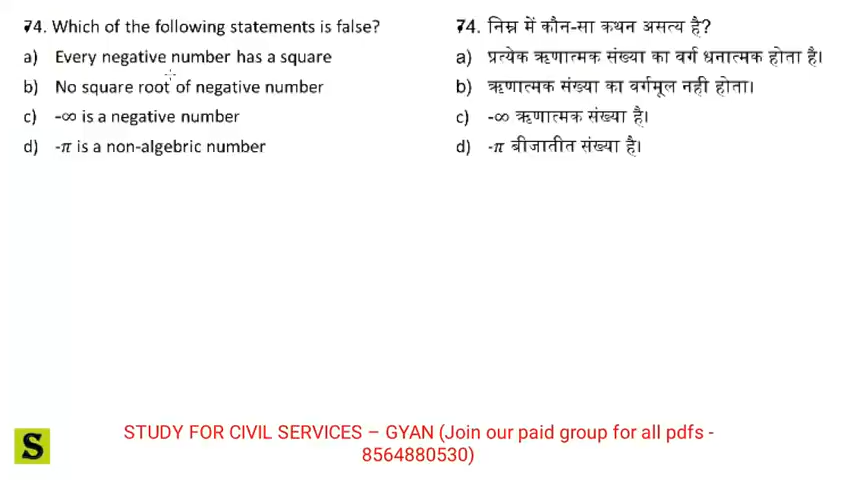 74. Which of the following statements is false?
a) Every negative number has a square
b) No square root of negative number
c) -∞ is a negative number
d) -π is a non-algebric number
74. निम्न में कौन-सा कथन असत्य है?
a) प्रत्येक ऋणात्मक संख्या का वर्ग धनात्मक होता है।
b) ऋणात्मक संख्या का वर्गमूल नही होता।
c) -∞ ऋणात्मक संख्या है।
d) -π बीजातीत संख्या है।
S
STUDY FOR CIVIL SERVICES – GYAN (Join our paid group for all pdfs -
8564880530)